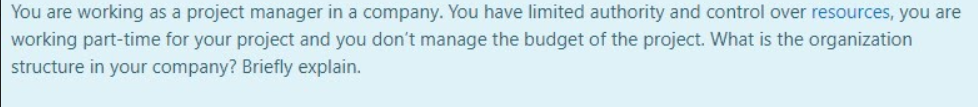 You are working as a project manager in a company. You have limited authority and control over resources, you are
working part-time for your project and you don't manage the budget of the project. What is the organization
structure in your company? Briefly explain.